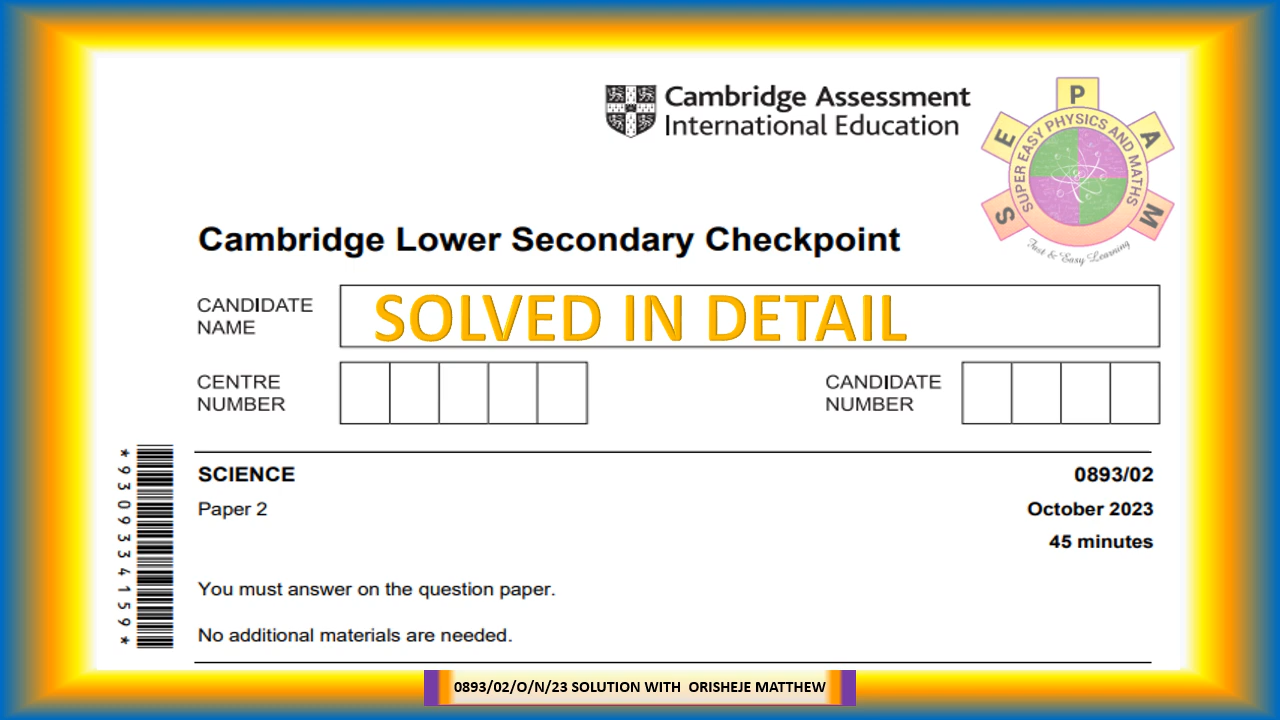 Cambridge Assessment
International Education
S E P A M
SUPER EASY PHYSICS AND MATHS
Fast & Easy Learning
Cambridge Lower Secondary Checkpoint
CANDIDATE
NAME
SOLVED IN DETAIL
CENTRE
NUMBER
CANDIDATE
NUMBER
*9309334159*
SCIENCE
0893/02
Paper 2
October 2023
45 minutes
You must answer on the question paper.
No additional materials are needed.
0893/02/O/N/23 SOLUTION WITH ORISHEJE MATTHEW